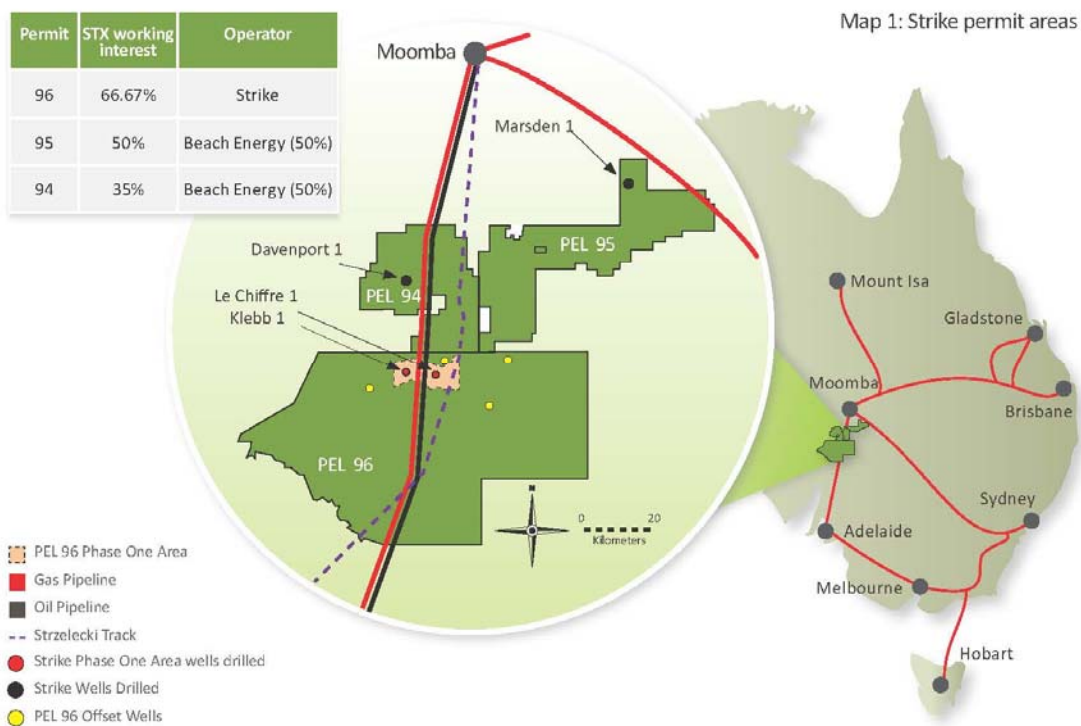 Map 1: Strike permit areas
Permit STX working interest Operator
96 66.67% Strike
95 50% Beach Energy (50%)
94 35% Beach Energy (50%)
Moomba
Marsden 1
PEL 95
Davenport 1
PEL 94
Le Chiffre 1
Klebb 1
PEL 96
N
0 20
Kilometers
Mount Isa
Gladstone
Moomba
Brisbane
Sydney
Adelaide
Melbourne
Hobart
PEL 96 Phase One Area
Gas Pipeline
Oil Pipeline
Strzelecki Track
Strike Phase One Area wells drilled
Strike Wells Drilled
PEL 96 Offset Wells